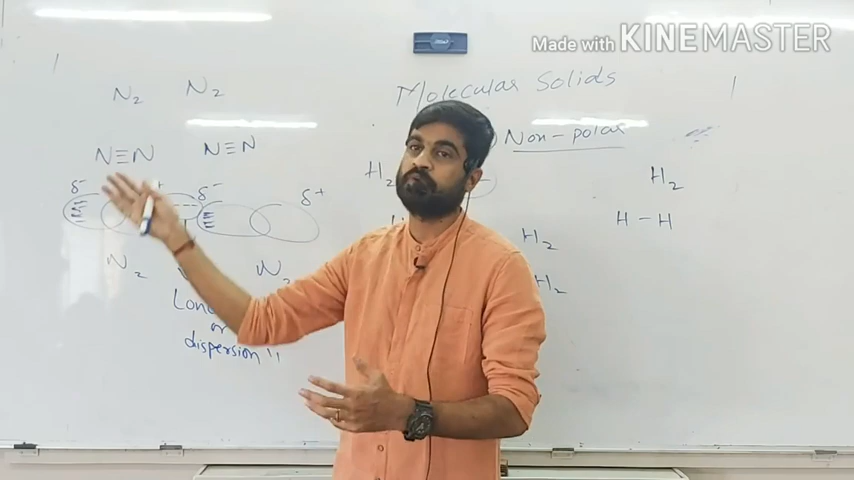 Made with KINEMASTER
N2 N2
Molecular Solids
Non-polar
N≡N N≡N
H2 H2
H-H
δ- + δ- δ+
H2
N2 N2
H2
dispersion "